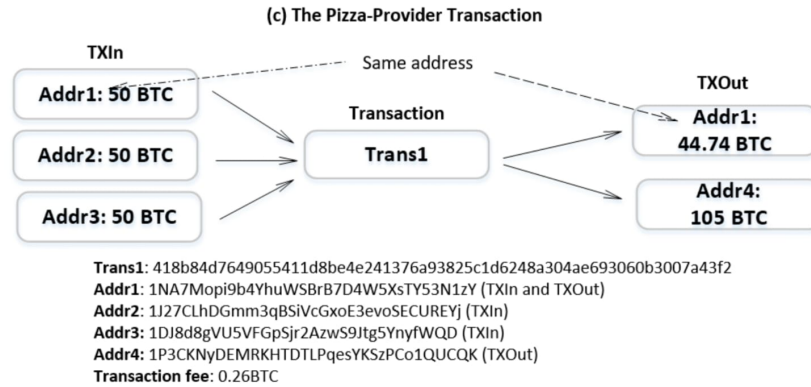 (c) The Pizza-Provider Transaction
TXIn
Same address
TXOut
Addr1: 50 BTC
Transaction
Addr1:
44.74 BTC
Addr2: 50 BTC
Trans1
Addr3: 50 BTC
Addr4:
105 BTC
Trans1: 418b84d7649055411d8be4e241376a93825c1d6248a304ae693060b3007a43f2
Addr1: 1NA7Mopi9b4YhuWSBrB7D4W5XsTY53N1zY (TXIn and TXOut)
Addr2: 1J27CLhDGmm3qBSiVcGxoE3evoSECUREYj (TXIn)
Addr3: 1DJ8d8gVU5VFGpSjr2AzwS9Jtg5YnyfWQD (TXIn)
Addr4: 1P3CKNyDEMRKHTDTLPqesYKSzPCo1QUCQK (TXOut)
Transaction fee: 0.26BTC